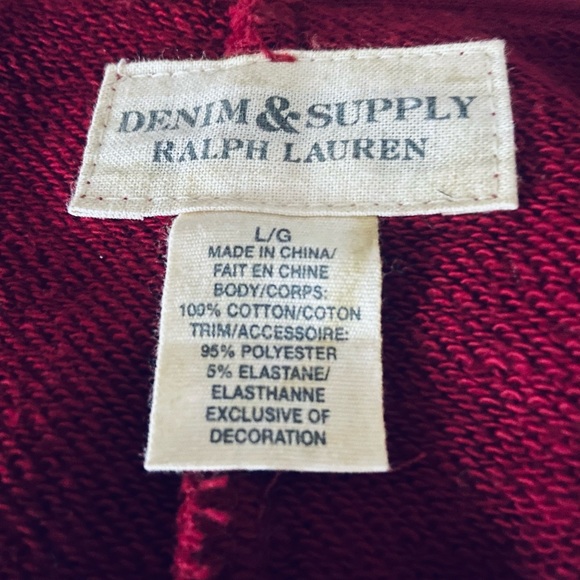 DENIM & SUPPLY
RALPH LAUREN
L/G
MADE IN CHINA/
FAIT EN CHINE
BODY/CORPS:
100% COTTON/COTON
TRIM/ACCESSOIRE:
95% POLYESTER
5% ELASTANE/
ELASTHANNE
EXCLUSIVE OF
DECORATION